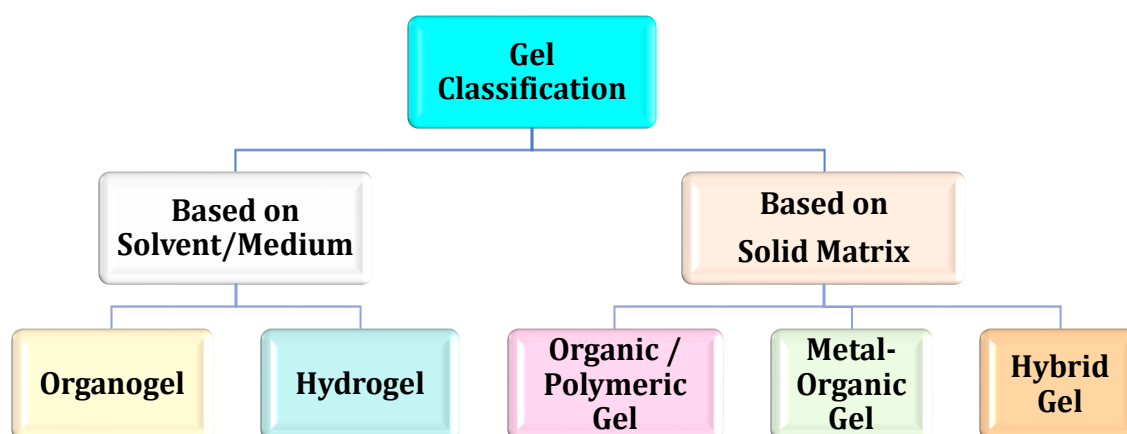 Gel
Classification
Based on
Solvent/Medium
Based on
Solid Matrix
Organogel
Hydrogel
Organic /
Polymeric
Gel
Metal-
Organic
Gel
Hybrid
Gel